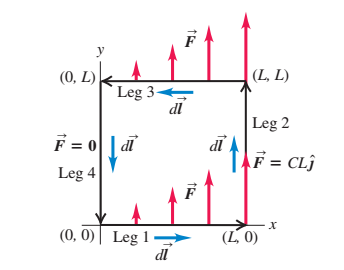 y
F⃗
(0, L) (L, L)
Leg 3 dl⃗
Leg 2
F⃗ = 0 dl⃗ dl⃗
Leg 4 F⃗ = CLĵ
F⃗
x
(0, 0) Leg 1 (L, 0)
dl⃗